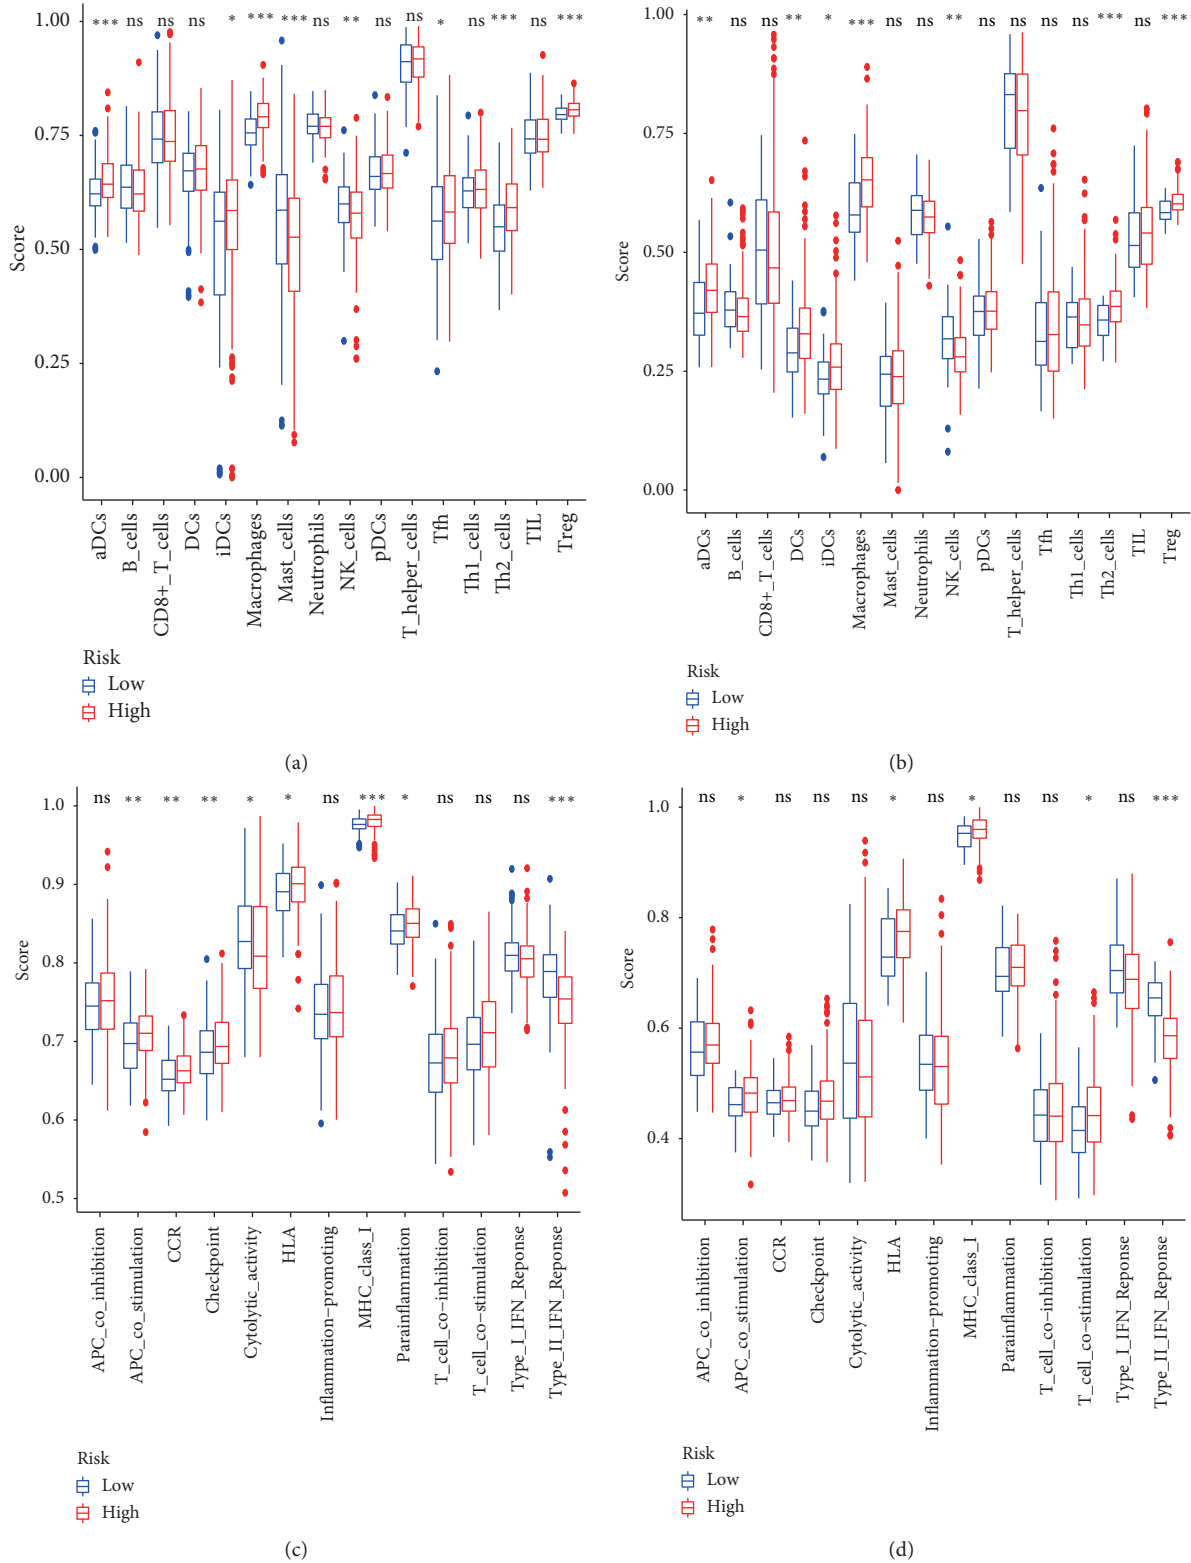 *** ns ns ns * *** *** ns ** ns ns * ns *** ns ***
1.00
0.75
0.50
0.25
0.00
Score
aDCs
B_cells
CD8+_T_cells
DCs
iDCs
Macrophages
Mast_cells
Neutrophils
NK_cells
pDCs
T_helper_cells
Tfh
Th1_cells
Th2_cells
TIL
Treg
Risk
Low
High
(a)
** ns ns ** * *** ns ns ** ns ns ns ns *** ns ***
1.00
0.75
0.50
0.25
0.00
Score
aDCs
B_cells
CD8+_T_cells
DCs
iDCs
Macrophages
Mast_cells
Neutrophils
NK_cells
pDCs
T_helper_cells
Tfh
Th1_cells
Th2_cells
TIL
Treg
Risk
Low
High
(b)
ns ** ** ** * * ns *** * ns ns ns ***
1.0
0.9
0.8
0.7
0.6
0.5
Score
APC_co_inhibition
APC_co_stimulation
CCR
Checkpoint
Cytolytic_activity
HLA
Inflammation-promoting
MHC_class_I
Parainflammation
T_cell_co-inhibition
T_cell_co-stimulation
Type_I_IFN_Reponse
Type_II_IFN_Reponse
Risk
Low
High
(c)
ns * ns ns ns * ns * ns ns * ns ***
1.0
0.8
0.6
0.4
Score
APC_co_inhibition
APC_co_stimulation
CCR
Checkpoint
Cytolytic_activity
HLA
Inflammation-promoting
MHC_class_I
Parainflammation
T_cell_co-inhibition
T_cell_co-stimulation
Type_I_IFN_Reponse
Type_II_IFN_Reponse
Risk
Low
High
(d)